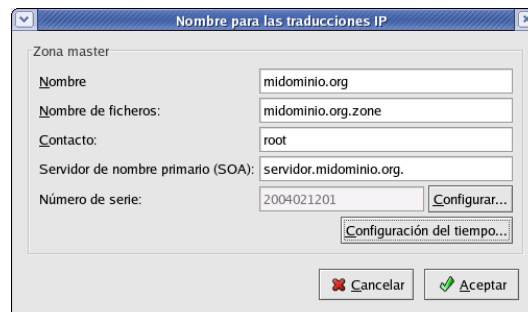 Nombre para las traducciones IP
Zona master
Nombre
midominio.org
Nombre de ficheros:
midominio.org.zone
Contacto:
root
Servidor de nombre primario (SOA):
servidor.midominio.org.
Número de serie:
2004021201
Configurar...
Configuración del tiempo...
Cancelar
Aceptar